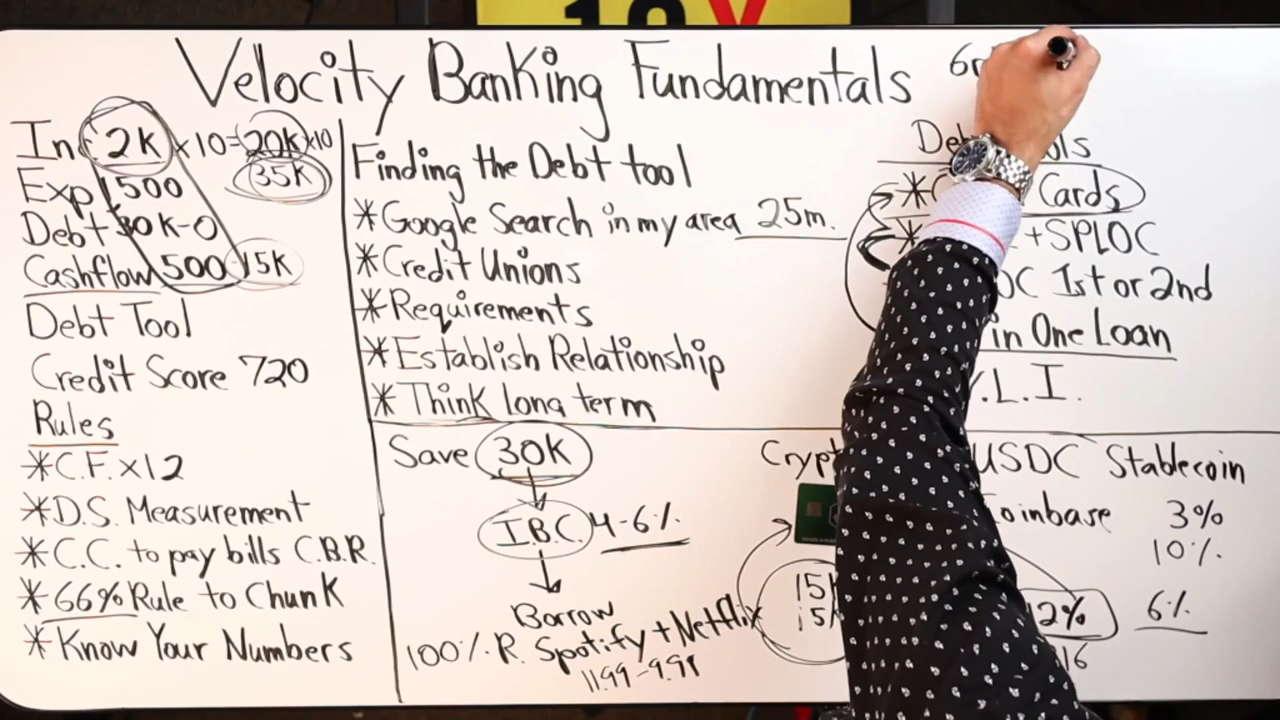 Velocity Banking Fundamentals
Inc 2K x10=20K x10
35K
Exp 1500
Debt 30K-0
Cashflow 500 15K
Debt Tool
Credit Score 720
Rules
*C.F. x12
*D.S. Measurement
*C.C. to pay bills C.B.R.
*66% Rule to Chunk
*Know Your Numbers
Finding the Debt tool
*Google Search in my area 25m.
*Credit Unions
*Requirements
*Establish Relationship
*Think long term
Save 30K
I.B.C. 4-6%
Borrow
100% R. Spotify + Netflix
11.99-9.99
Cards
+SPLOC
1st or 2nd
in One Loan
.L.I.
USDC Stablecoin
3%
10%
2% 6%
16